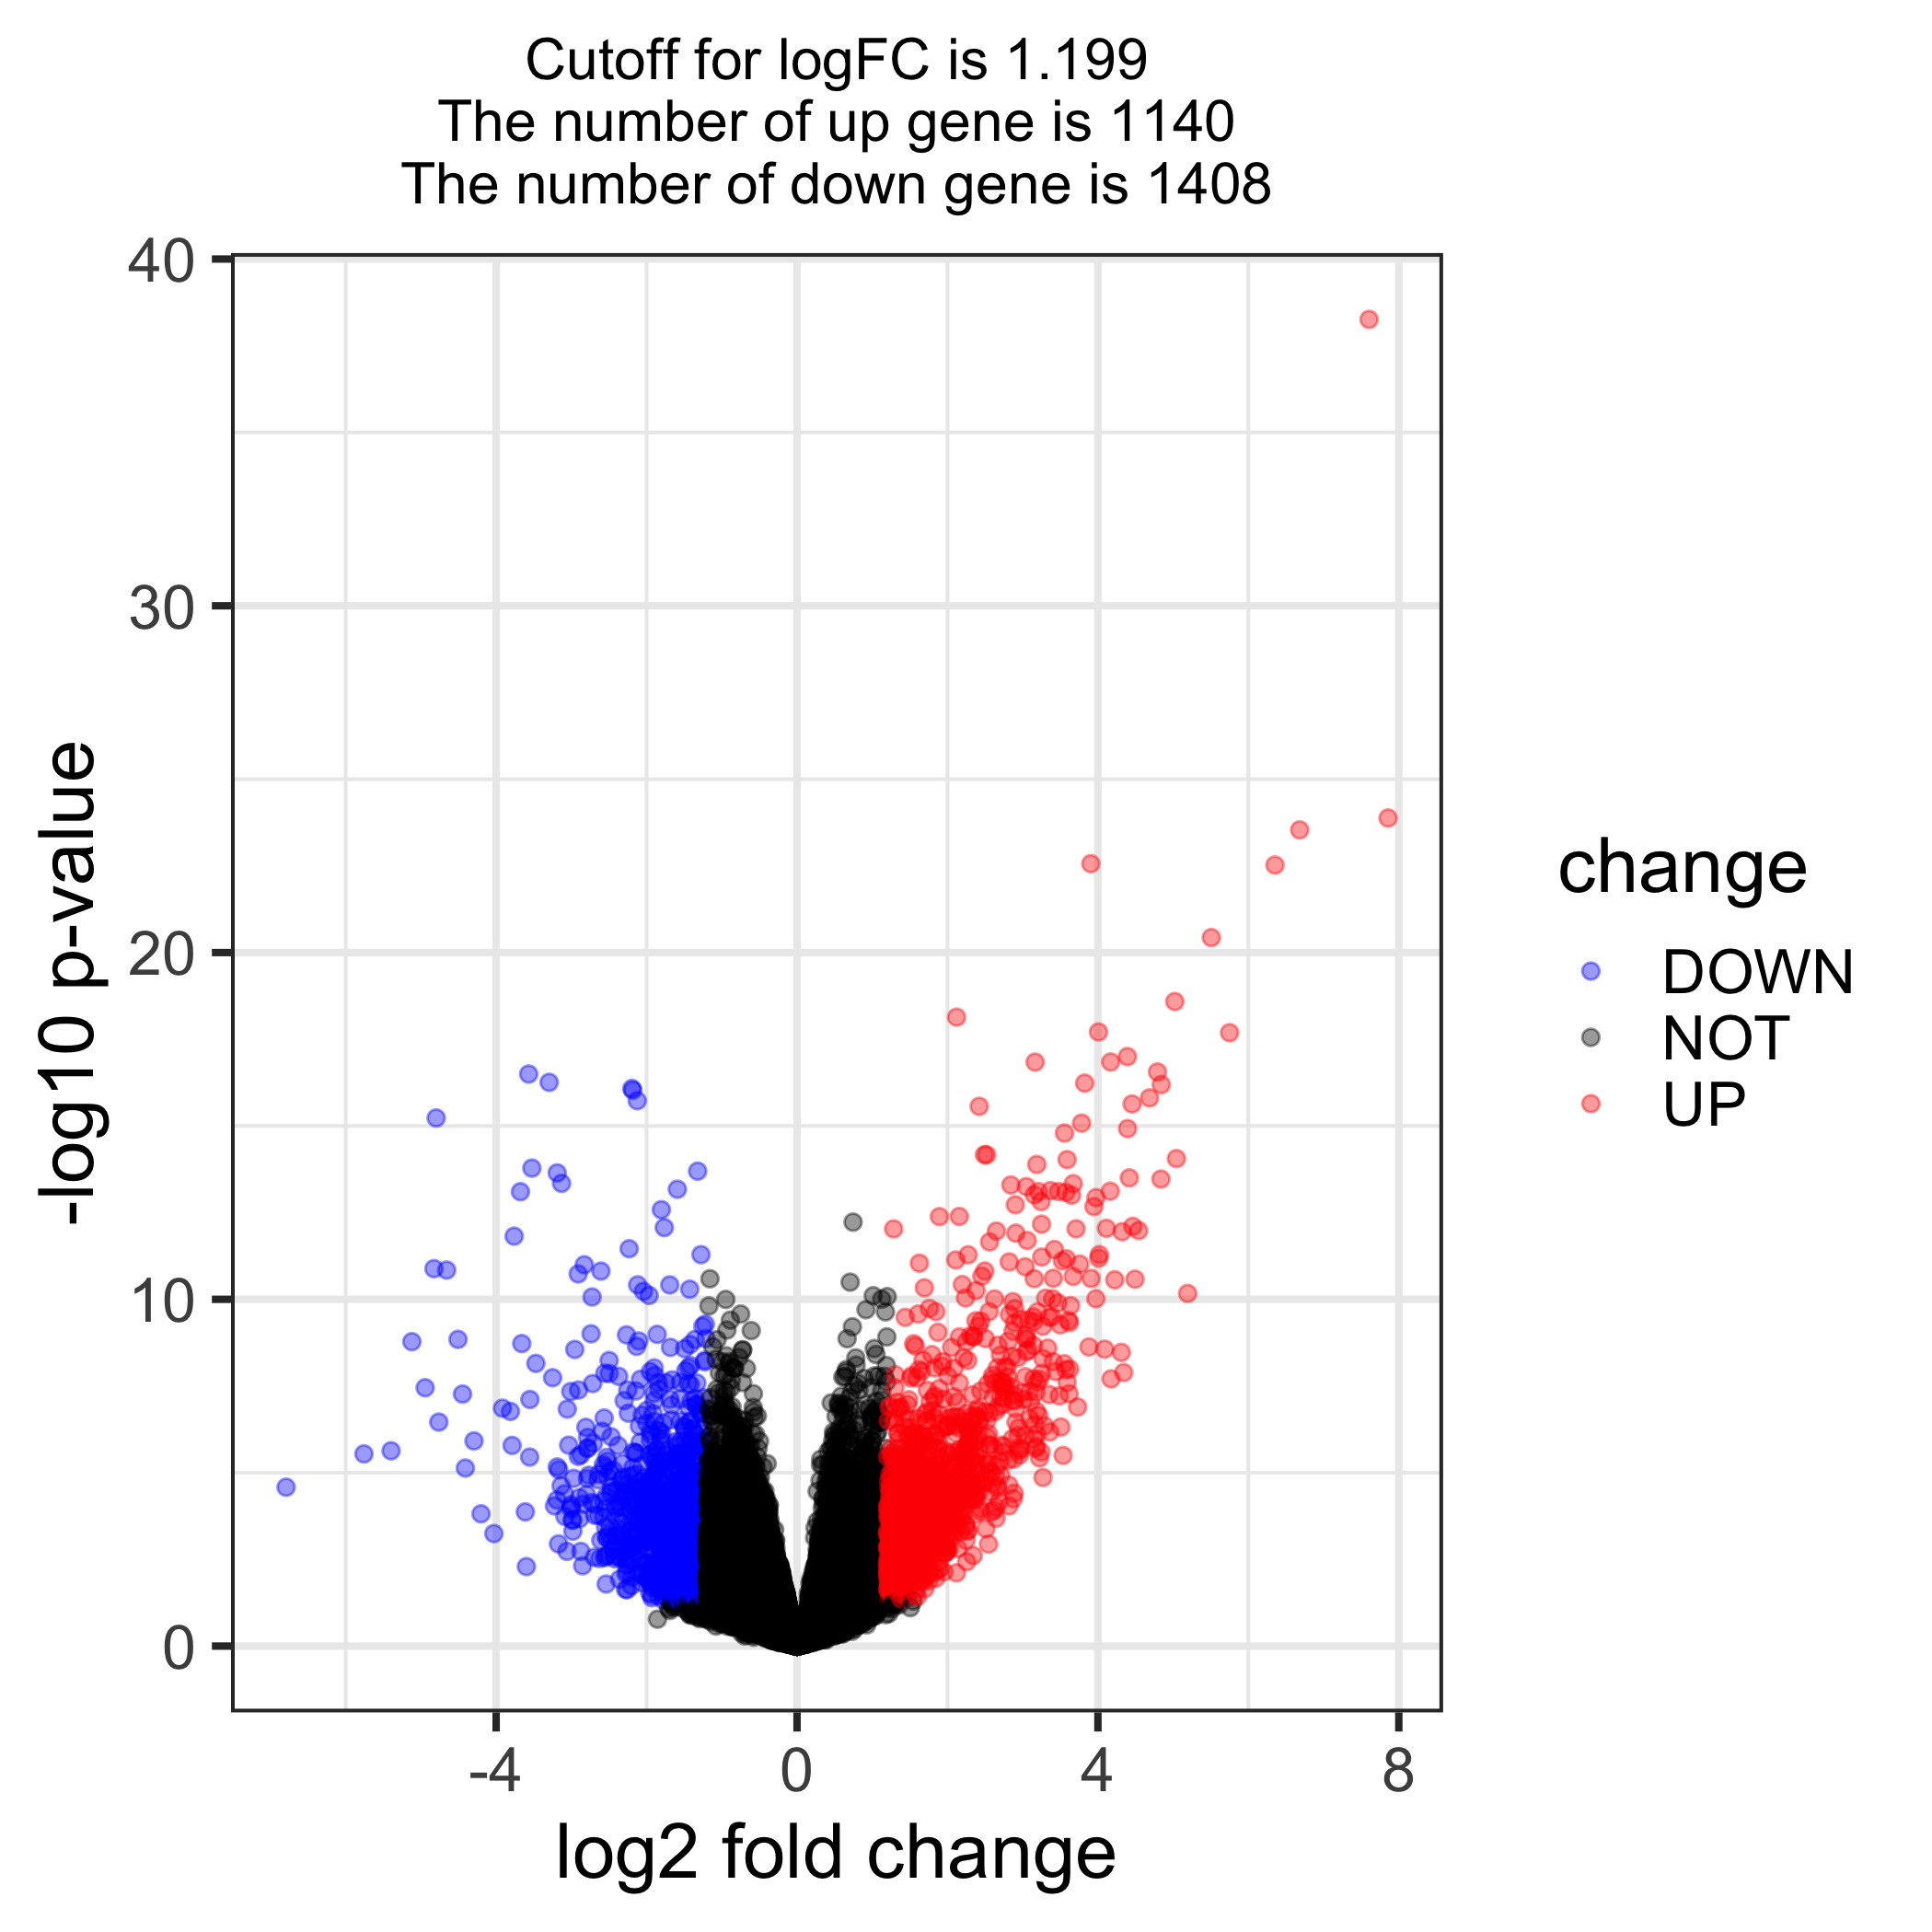 Cutoff for logFC is 1.199
The number of up gene is 1140
The number of down gene is 1408
40
30
20
10
0
-log10 p-value
-4 0 4 8
log2 fold change
change
DOWN
NOT
UP